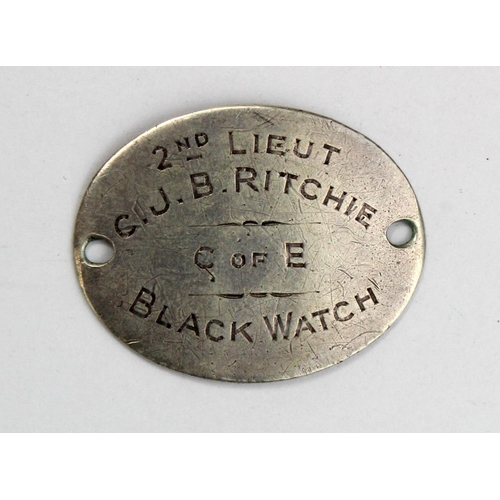 2ND LIEUT
G.J.B. RITCHIE
C OF E
BLACK WATCH